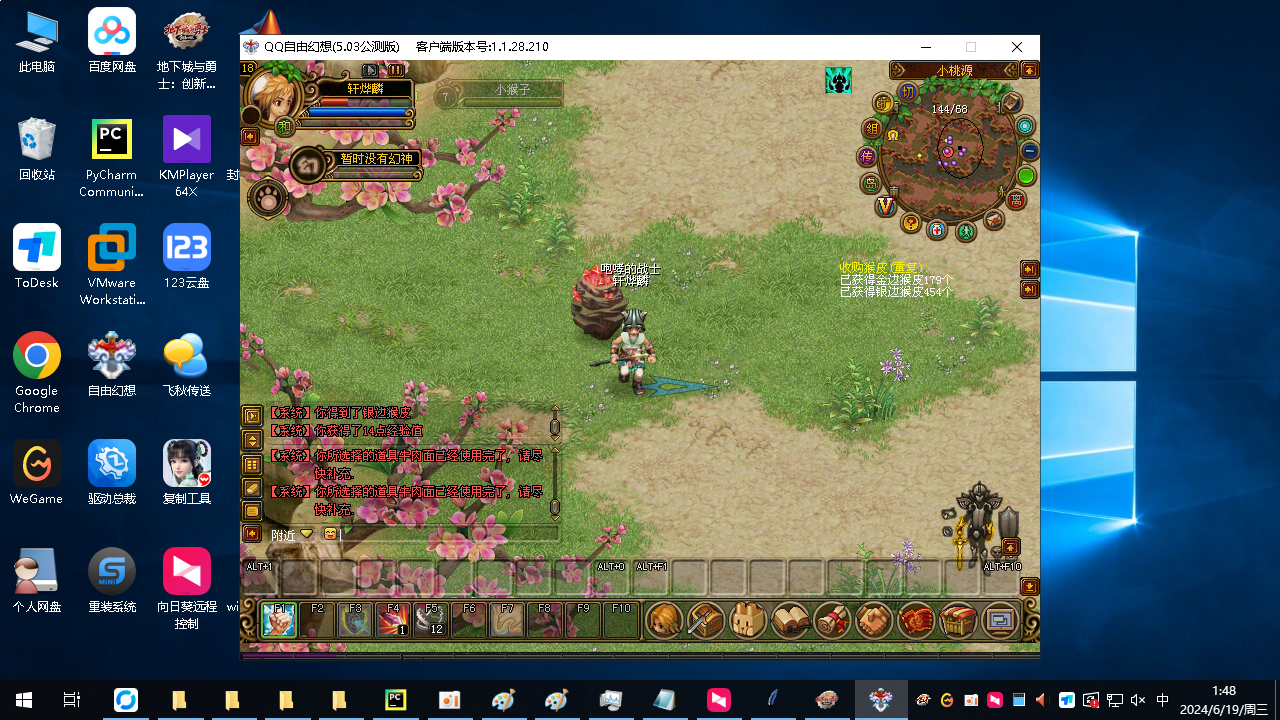 此电脑
百度网盘
地下城与勇
士：创新...
回收站
PyCharm
Communi...
KMPlayer
64X
ToDesk
VMware
Workstati...
123
123云盘
Google
Chrome
自由幻想
飞秋传送
WeGame
驱动总裁
复制工具
个人网盘
MINI
重装系统
向日葵远程
控制
QQ自由幻想(5.03公测版) 客户端版本号:1.1.28.210
18
轩烨麟
和
7
小猴子
幻
暂时没有幻神
小桃源
144/68
切
组
传
V
收购猴皮(重复)
已获得金边猴皮179个
已获得银边猴皮454个
咆哮的战士
轩烨麟
【系统】你得到了银边猴皮
【系统】你获得了14点经验值
【系统】你所选择的道具牛肉面已经使用完了, 请尽
快补充.
【系统】你所选择的道具牛肉面已经使用完了, 请尽
快补充.
附近
ALT+1
ALT+0
ALT+F1
ALT+F10
F1 F2 F3 F4 F5 F6 F7 F8 F9 F10
1
12
中
1:48
2024/6/19/周三